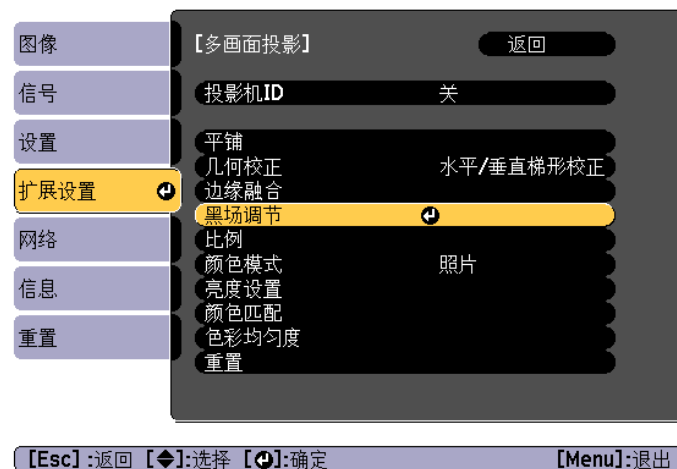 图像
信号
设置
扩展设置
网络
信息
重置
[多画面投影]
返回
投影机ID 关
平铺
几何校正 水平/垂直梯形校正
边缘融合
黑场调节
比例
颜色模式 照片
亮度设置
颜色匹配
色彩均匀度
重置
[Esc] :返回 [◆]:选择 [⏎]:确定 [Menu]:退出